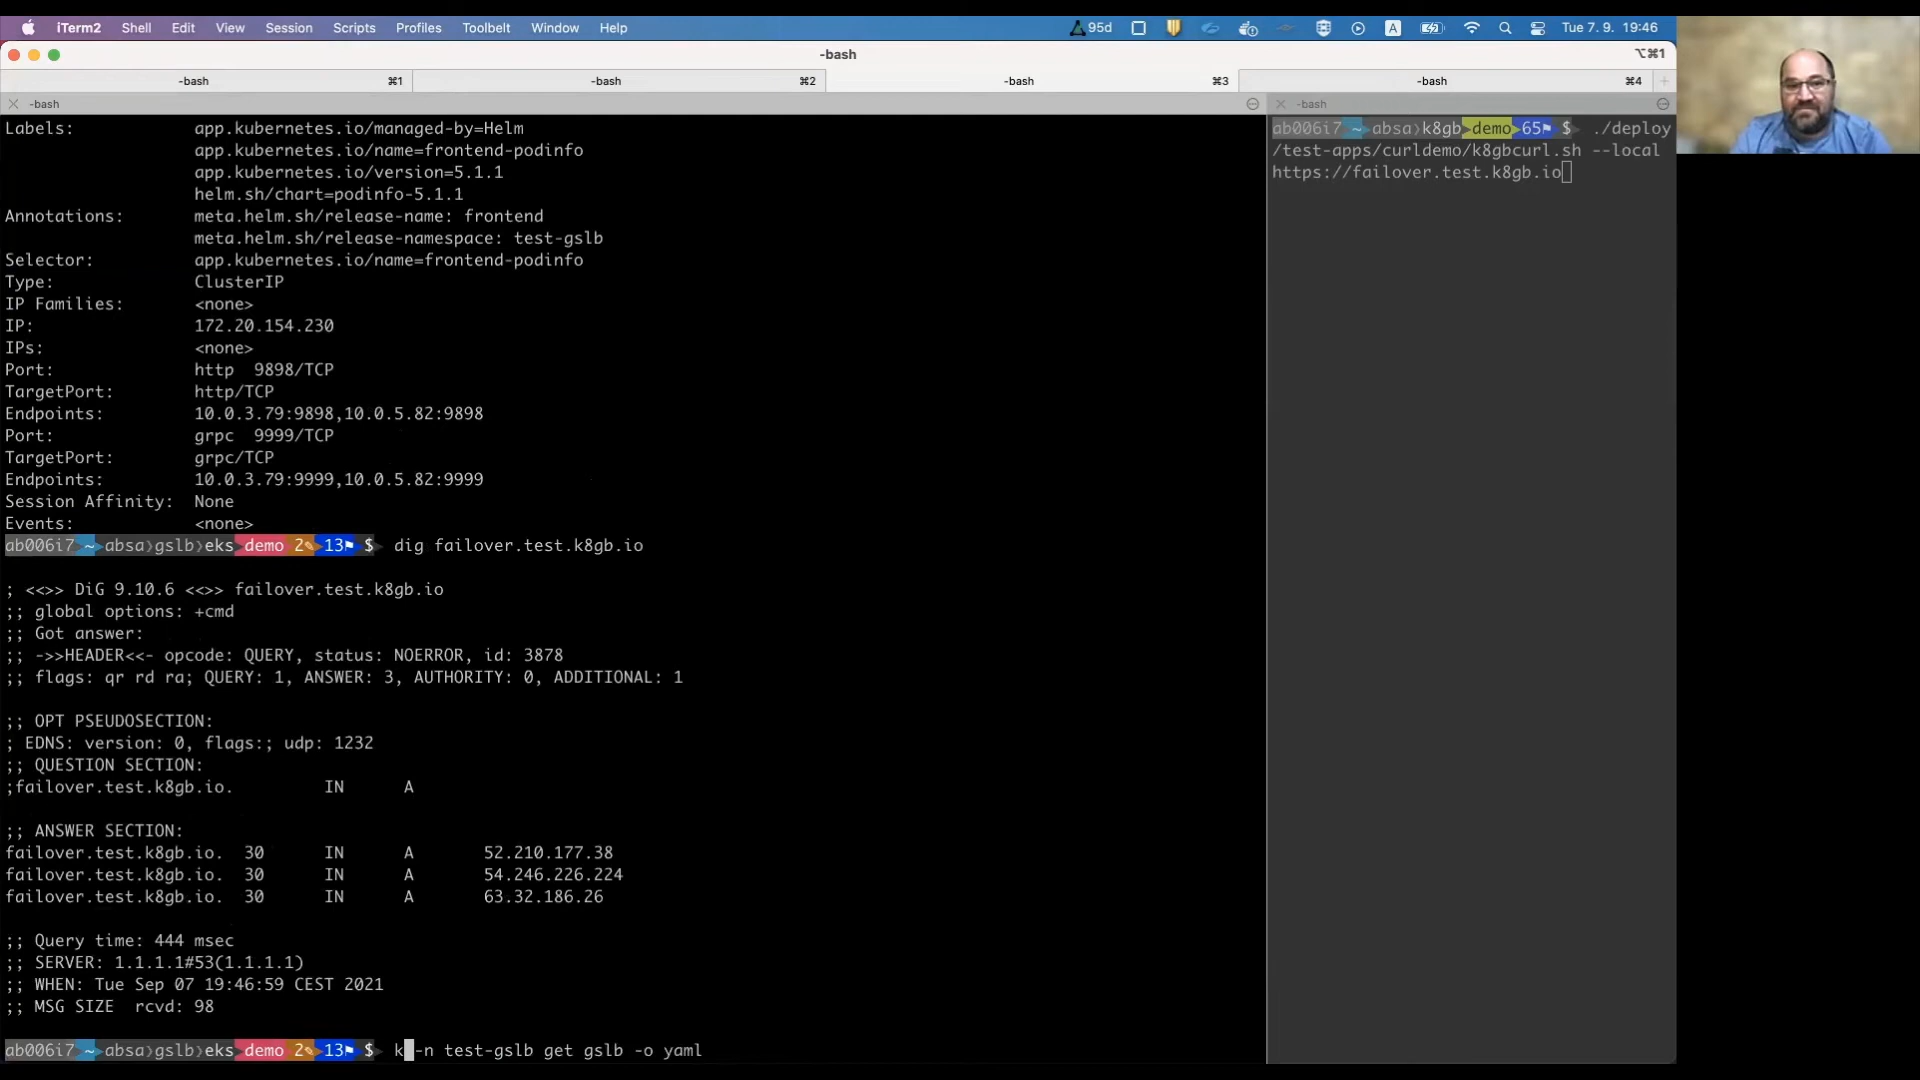 iTerm2 Shell Edit View Session Scripts Profiles Toolbelt Window Help 95d A Tue 7. 9. 19:46
-bash ⌥⌘1
-bash ⌘1 -bash ⌘2 -bash ⌘3 -bash ⌘4
-bash
Labels: app.kubernetes.io/managed-by=Helm
app.kubernetes.io/name=frontend-podinfo
app.kubernetes.io/version=5.1.1
helm.sh/chart=podinfo-5.1.1
Annotations: meta.helm.sh/release-name: frontend
meta.helm.sh/release-namespace: test-gslb
Selector: app.kubernetes.io/name=frontend-podinfo
Type: ClusterIP
IP Families: <none>
IP: 172.20.154.230
IPs: <none>
Port: http 9898/TCP
TargetPort: http/TCP
Endpoints: 10.0.3.79:9898,10.0.5.82:9898
Port: grpc 9999/TCP
TargetPort: grpc/TCP
Endpoints: 10.0.3.79:9999,10.0.5.82:9999
Session Affinity: None
Events: <none>
ab006i7 ~ absa gslb eks demo 2✎ 13⚑ $ dig failover.test.k8gb.io
; <<>> DiG 9.10.6 <<>> failover.test.k8gb.io
;; global options: +cmd
;; Got answer:
;; ->>HEADER<<- opcode: QUERY, status: NOERROR, id: 3878
;; flags: qr rd ra; QUERY: 1, ANSWER: 3, AUTHORITY: 0, ADDITIONAL: 1
;; OPT PSEUDOSECTION:
; EDNS: version: 0, flags:; udp: 1232
;; QUESTION SECTION:
;failover.test.k8gb.io. IN A
;; ANSWER SECTION:
failover.test.k8gb.io. 30 IN A 52.210.177.38
failover.test.k8gb.io. 30 IN A 54.246.226.224
failover.test.k8gb.io. 30 IN A 63.32.186.26
;; Query time: 444 msec
;; SERVER: 1.1.1.1#53(1.1.1.1)
;; WHEN: Tue Sep 07 19:46:59 CEST 2021
;; MSG SIZE rcvd: 98
ab006i7 ~ absa gslb eks demo 2✎ 13⚑ $ k -n test-gslb get gslb -o yaml
-bash
ab006i7 ~ absa k8gb demo 65⚑ $ ./deploy
/test-apps/curldemo/k8gbcurl.sh --local
https://failover.test.k8gb.io